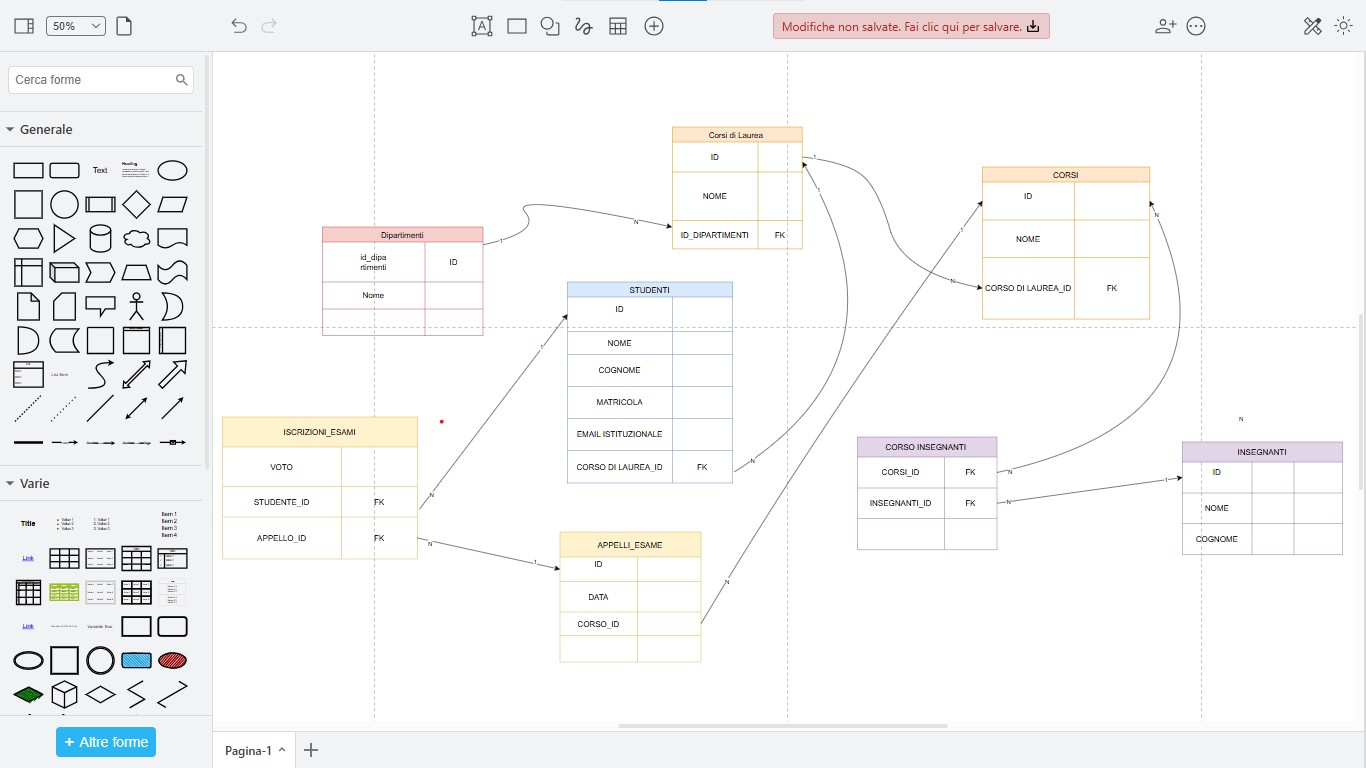 50%
Modifiche non salvate. Fai clic qui per salvare.
Cerca forme
Generale
Text
Heading
List Item
Varie
Title
Item 1
Item 2
Item 3
Item 4
Link
Link
Variable Text
+ Altre forme
Corsi di Laurea
ID
NOME
ID_DIPARTIMENTI FK
CORSI
ID
NOME
CORSO DI LAUREA_ID FK
Dipartimenti
id_dipa
rtimenti
ID
Nome
STUDENTI
ID
NOME
COGNOME
MATRICOLA
EMAIL ISTITUZIONALE
CORSO DI LAUREA_ID FK
ISCRIZIONI_ESAMI
VOTO
STUDENTE_ID FK
APPELLO_ID FK
CORSO INSEGNANTI
CORSI_ID FK
INSEGNANTI_ID FK
INSEGNANTI
ID
NOME
COGNOME
APPELLI_ESAME
ID
DATA
CORSO_ID
1
N
1
N
1
N
1
N
1
N
1
N
N
N
N
1
N
Pagina-1